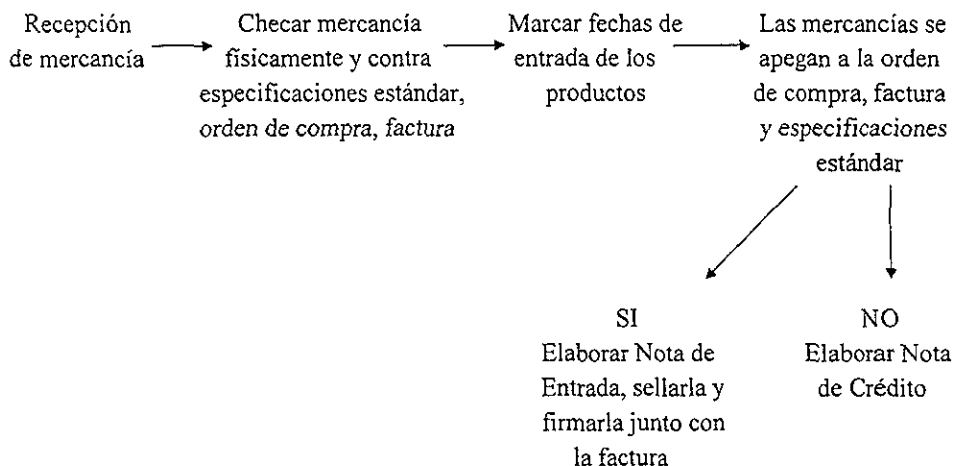 Recepción
de mercancía
Checar mercancía
físicamente y contra
especificaciones estándar,
orden de compra, factura
Marcar fechas de
entrada de los
productos
Las mercancías se
apegan a la orden
de compra, factura
y especificaciones
estándar
SI
Elaborar Nota de
Entrada, sellarla y
firmarla junto con
la factura
NO
Elaborar Nota
de Crédito